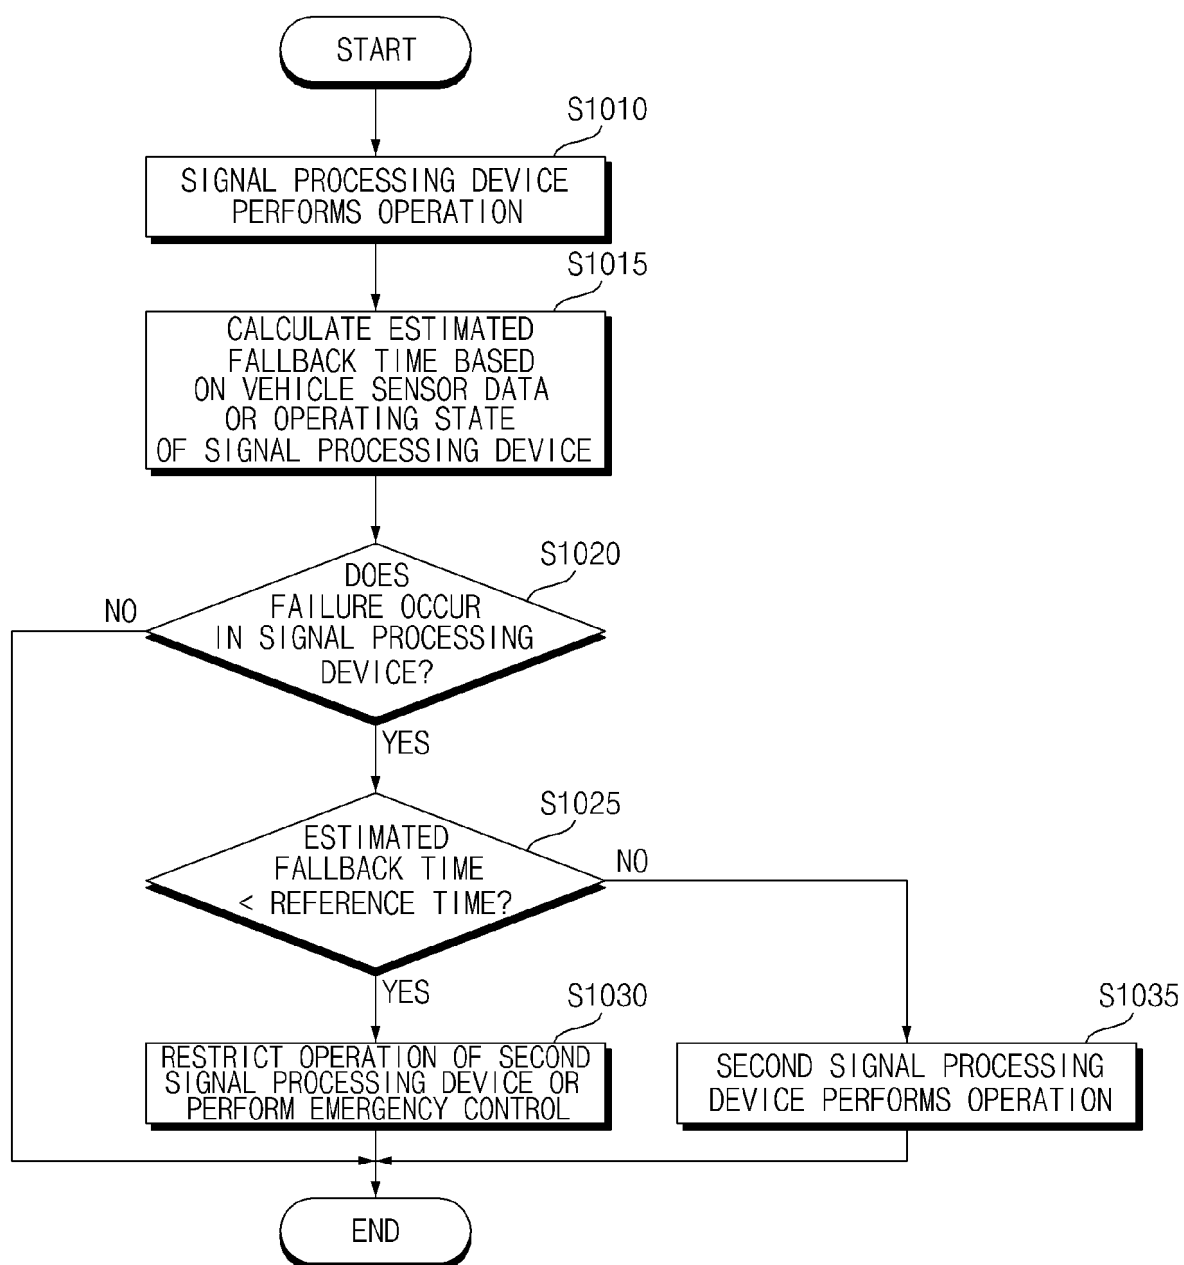 START
S1010
SIGNAL PROCESSING DEVICE
PERFORMS OPERATION
S1015
CALCULATE ESTIMATED
FALLBACK TIME BASED
ON VEHICLE SENSOR DATA
OR OPERATING STATE
OF SIGNAL PROCESSING DEVICE
S1020
DOES
FAILURE OCCUR
IN SIGNAL PROCESSING
DEVICE?
NO
YES
S1025
ESTIMATED
FALLBACK TIME
< REFERENCE TIME?
NO
YES
S1030
RESTRICT OPERATION OF SECOND
SIGNAL PROCESSING DEVICE OR
PERFORM EMERGENCY CONTROL
S1035
SECOND SIGNAL PROCESSING
DEVICE PERFORMS OPERATION
END